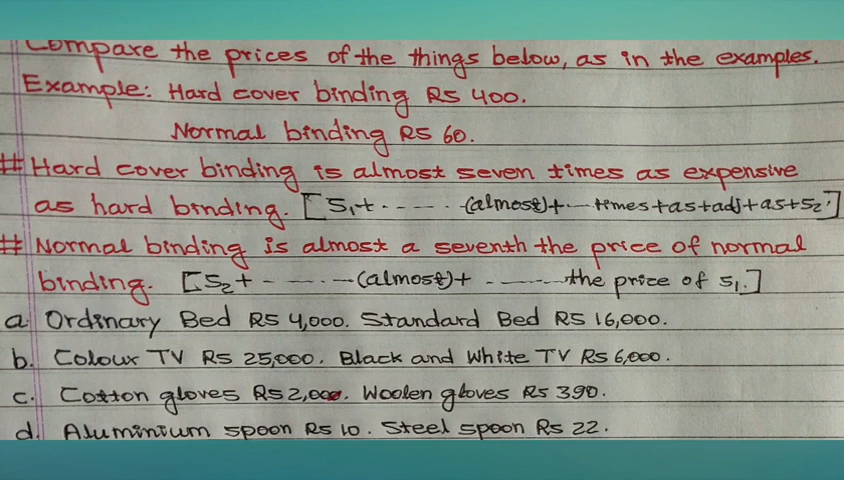 Compare the prices of the things below, as in the examples.
Example: Hard cover binding RS 400.
Normal binding RS 60.
# Hard cover binding is almost seven times as expensive
as hard binding. [S1+ - ---- - (almost)+ --- times+as+adj+as+S2.]
# Normal binding is almost a seventh the price of normal
binding. [S2+ - --- - - (almost)+ - ----- the price of S1.]
a. Ordinary Bed RS 4,000. Standard Bed RS 16,000.
b. Colour TV RS 25,000. Black and White TV RS 6,000.
c. Cotton gloves RS 2,000. Woolen gloves RS 390.
d. Aluminium spoon RS 10. Steel spoon RS 22.